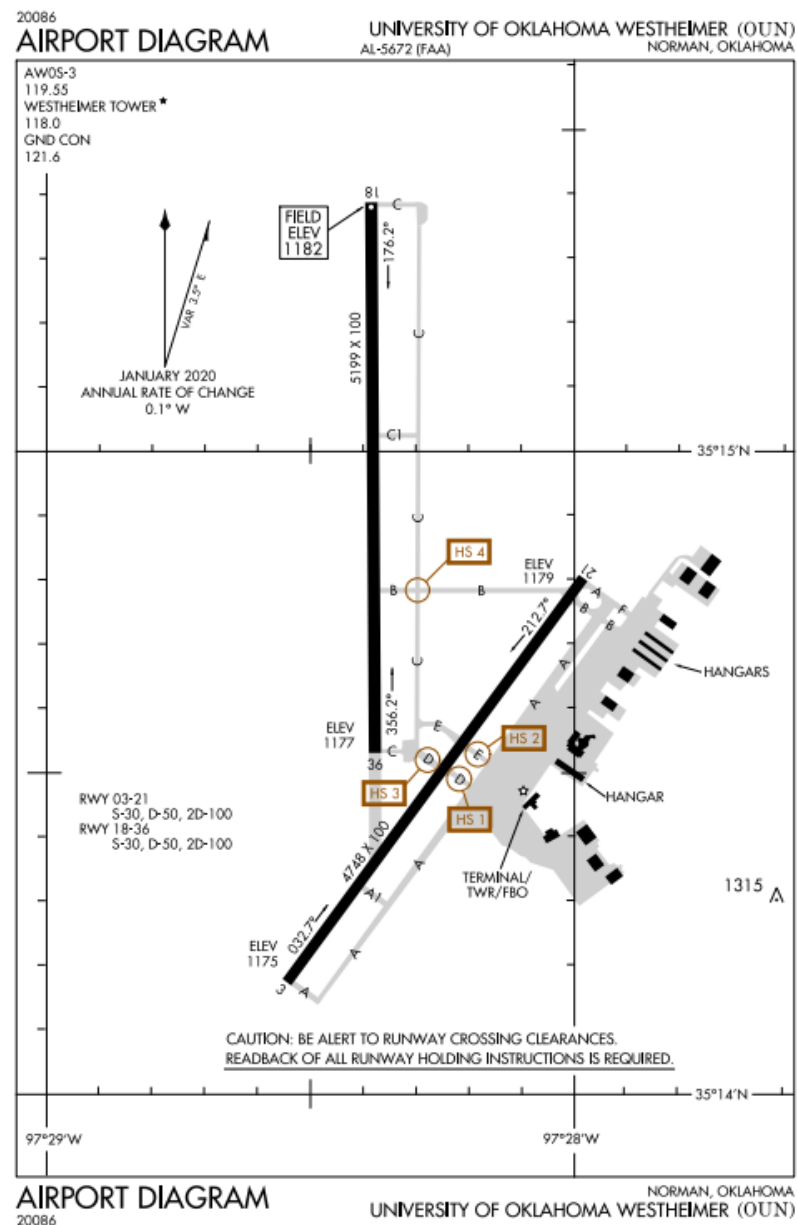 20086
AIRPORT DIAGRAM
AL-5672 (FAA)
UNIVERSITY OF OKLAHOMA WESTHEIMER (OUN)
NORMAN, OKLAHOMA
AWOS-3
119.55
WESTHEIMER TOWER ★
118.0
GND CON
121.6
18
C
FIELD
ELEV
1182
176.2°
VAR 3.5° E
C
5199 X 100
JANUARY 2020
ANNUAL RATE OF CHANGE
0.1° W
C1
35°15'N
C
HS 4
ELEV
1179
21
B
B
A
F
B
B
212.7°
C
A
HANGARS
356.2°
A
E
ELEV
1177
C
36
D
E
HS 2
HS 3
D
HS 1
HANGAR
RWY 03-21
S-30, D-50, 2D-100
RWY 18-36
S-30, D-50, 2D-100
4748 X 100
A
TERMINAL/
TWR/FBO
A1
1315
032.7°
ELEV
1175
A
3
A
CAUTION: BE ALERT TO RUNWAY CROSSING CLEARANCES.
READBACK OF ALL RUNWAY HOLDING INSTRUCTIONS IS REQUIRED.
35°14'N
97°29'W
97°28'W
AIRPORT DIAGRAM
20086
NORMAN, OKLAHOMA
UNIVERSITY OF OKLAHOMA WESTHEIMER (OUN)